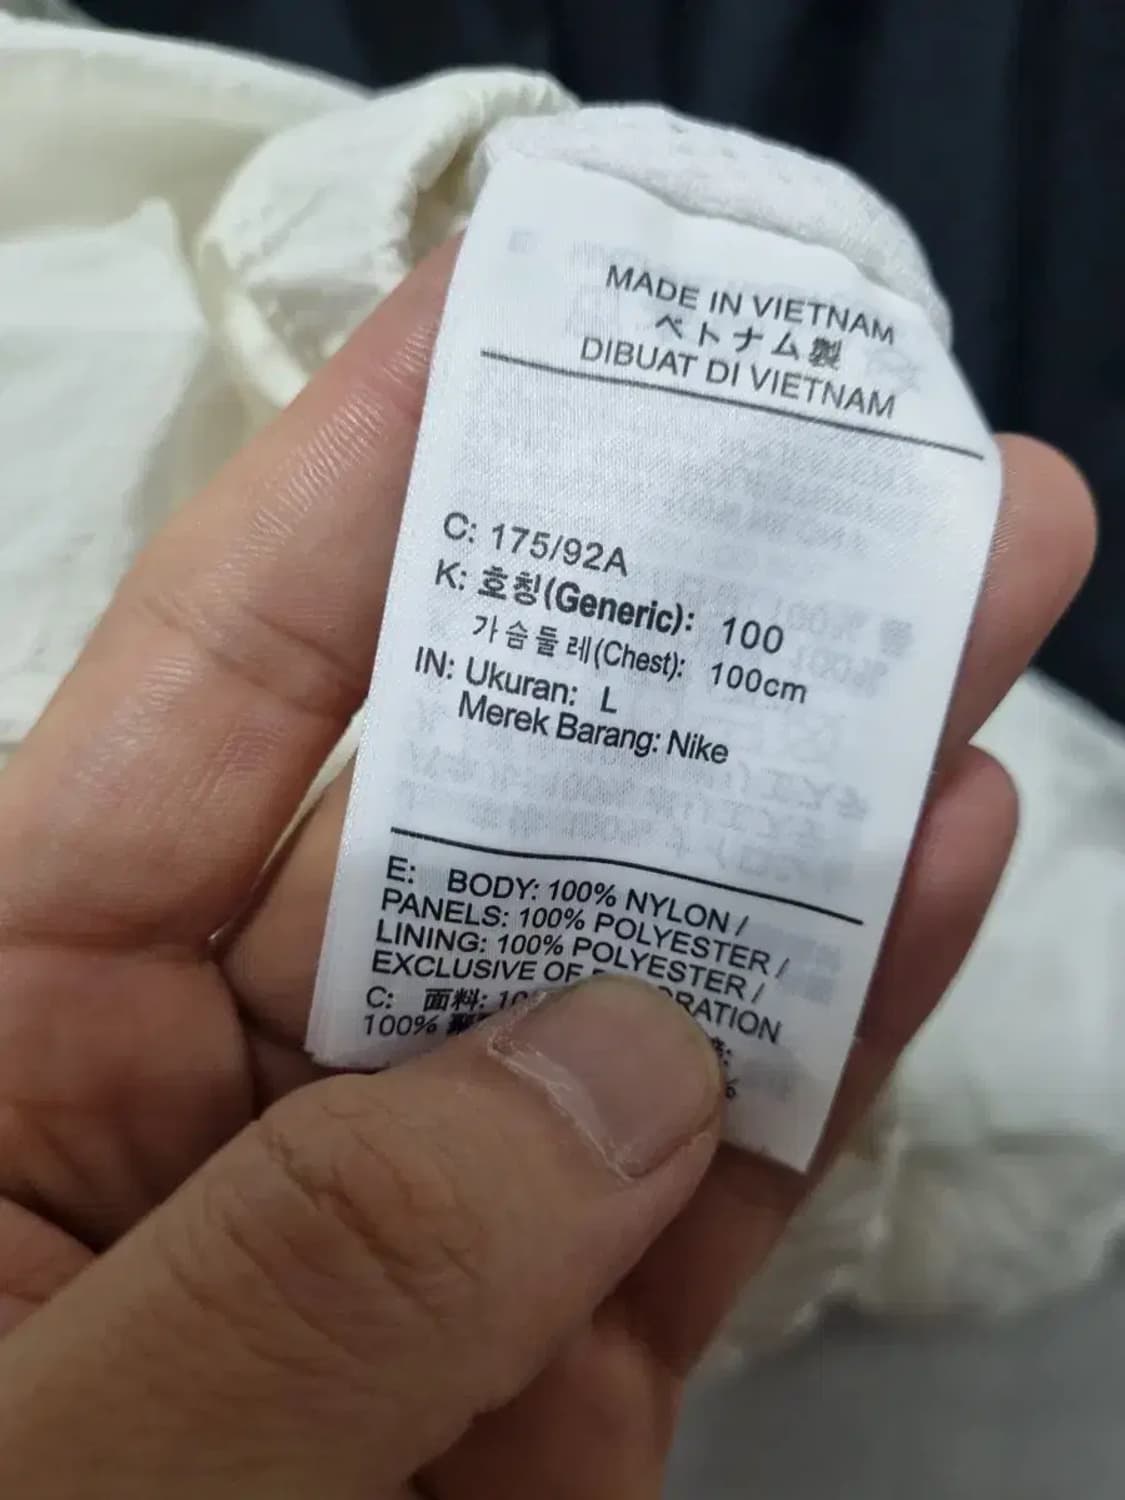 MADE IN VIETNAM
ベトナム製
DIBUAT DI VIETNAM
C: 175/92A
K: 호칭(Generic): 100
가슴둘레(Chest): 100cm
IN: Ukuran: L
Merek Barang: Nike
E: BODY: 100% NYLON /
PANELS: 100% POLYESTER /
LINING: 100% POLYESTER /
EXCLUSIVE OF
C: 面料:
100%